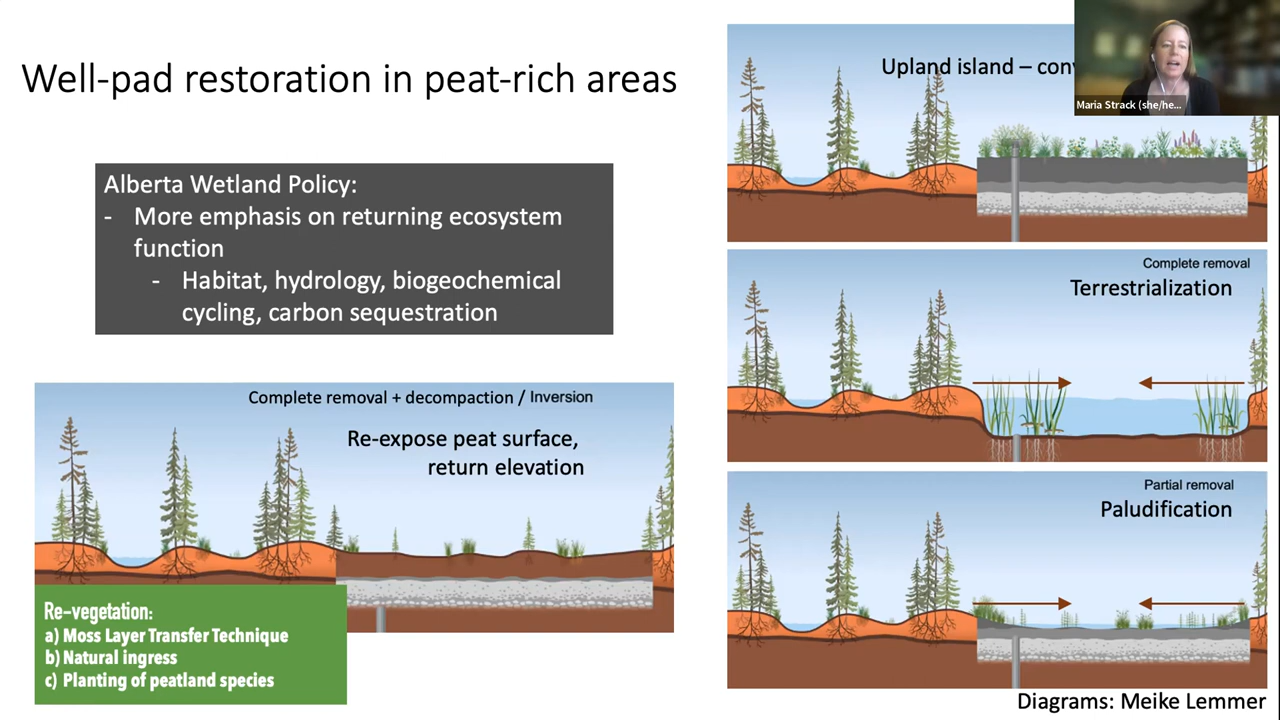 Well-pad restoration in peat-rich areas
Alberta Wetland Policy:
- More emphasis on returning ecosystem
function
- Habitat, hydrology, biogeochemical
cycling, carbon sequestration
Complete removal + decompaction / Inversion
Re-expose peat surface,
return elevation
Re-vegetation:
a) Moss Layer Transfer Technique
b) Natural ingress
c) Planting of peatland species
Upland island –
Maria Strack (she/he...
Complete removal
Terrestrialization
Partial removal
Paludification
Diagrams: Meike Lemmer